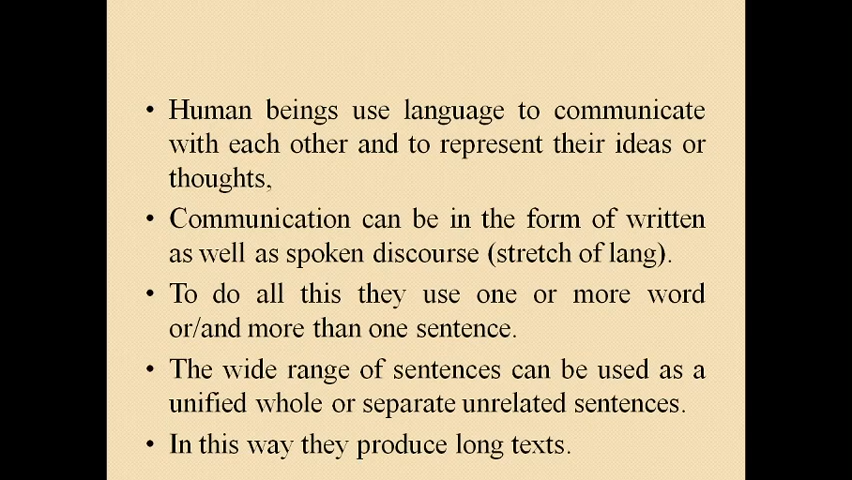 • Human beings use language to communicate
with each other and to represent their ideas or
thoughts,
• Communication can be in the form of written
as well as spoken discourse (stretch of lang).
• To do all this they use one or more word
or/and more than one sentence.
• The wide range of sentences can be used as a
unified whole or separate unrelated sentences.
• In this way they produce long texts.